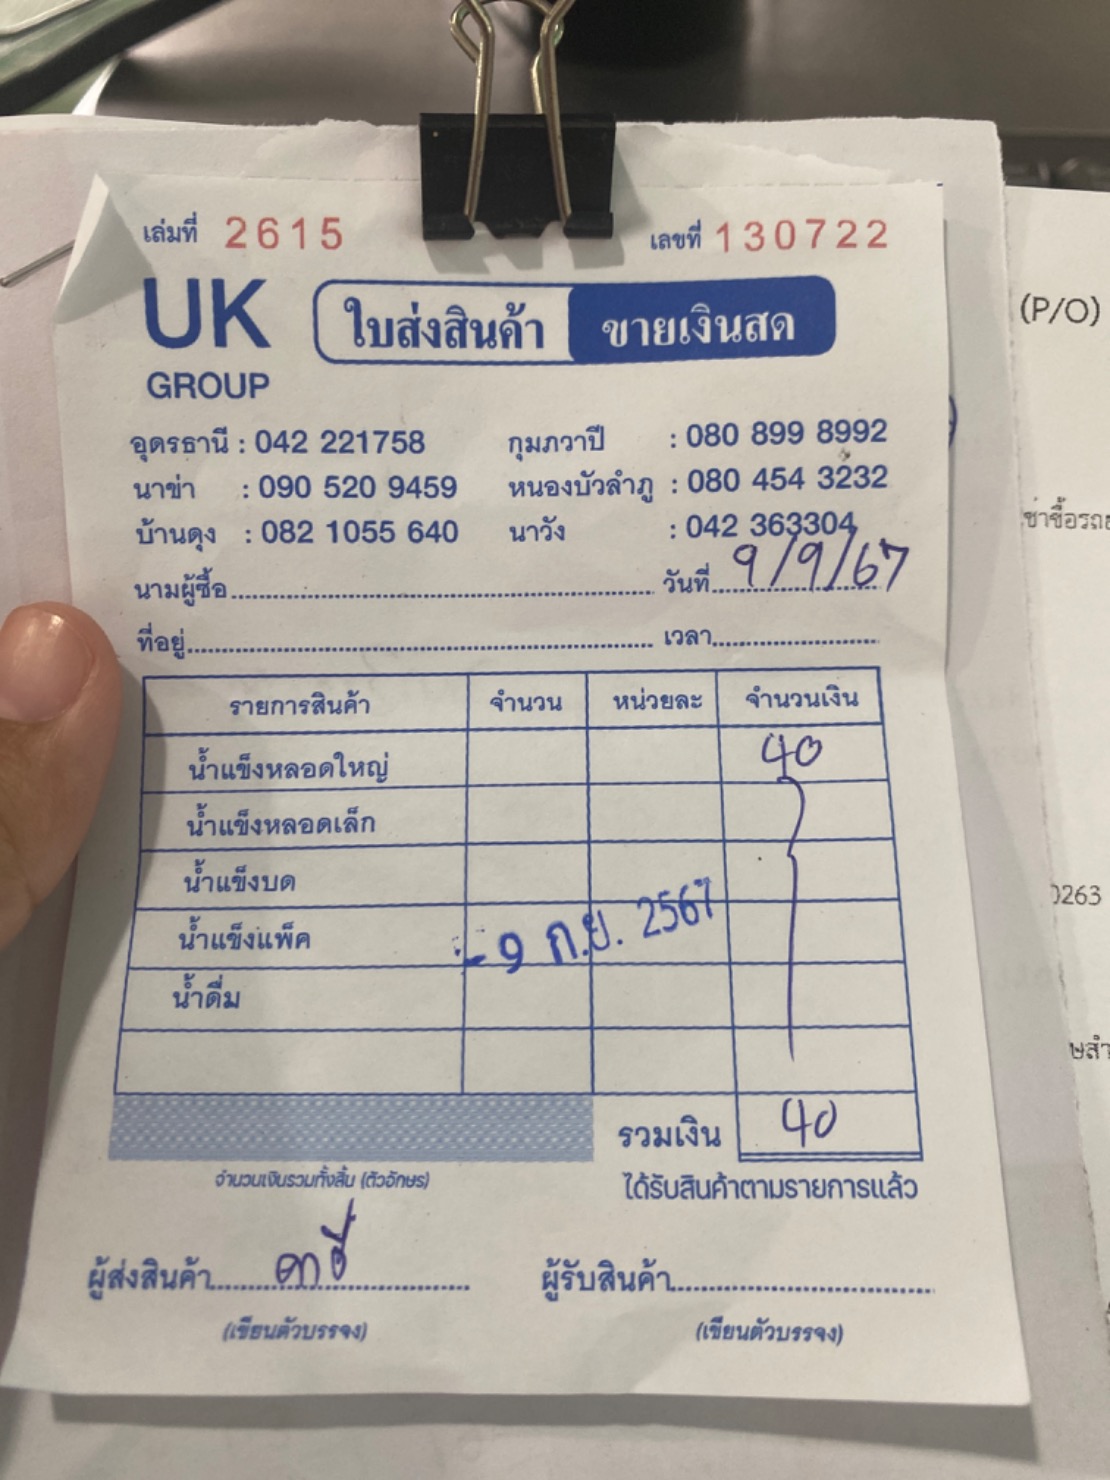 เล่มที่ 2615 เลขที่ 130722
UK GROUP ใบส่งสินค้า ขายเงินสด
(P/O)
อุดรธานี : 042 221758 กุมภวาปี : 080 899 8992
นาข่า : 090 520 9459 หนองบัวลำภู : 080 454 3232
บ้านดุง : 082 1055 640 นาวัง : 042 363304
นามผู้ซื้อ วันที่ 9/9/67
ที่อยู่ เวลา
รายการสินค้า จำนวน หน่วยละ จำนวนเงิน
น้ำแข็งหลอดใหญ่ 40
น้ำแข็งหลอดเล็ก
น้ำแข็งบด
0263
น้ำแข็งแพ็ค
- 9 ก.ย. 2567
น้ำดื่ม
รวมเงิน 40
จำนวนเงินรวมทั้งสิ้น (ตัวอักษร) ได้รับสินค้าตามรายการแล้ว
ผู้ส่งสินค้า ผู้รับสินค้า
(เขียนตัวบรรจง) (เขียนตัวบรรจง)